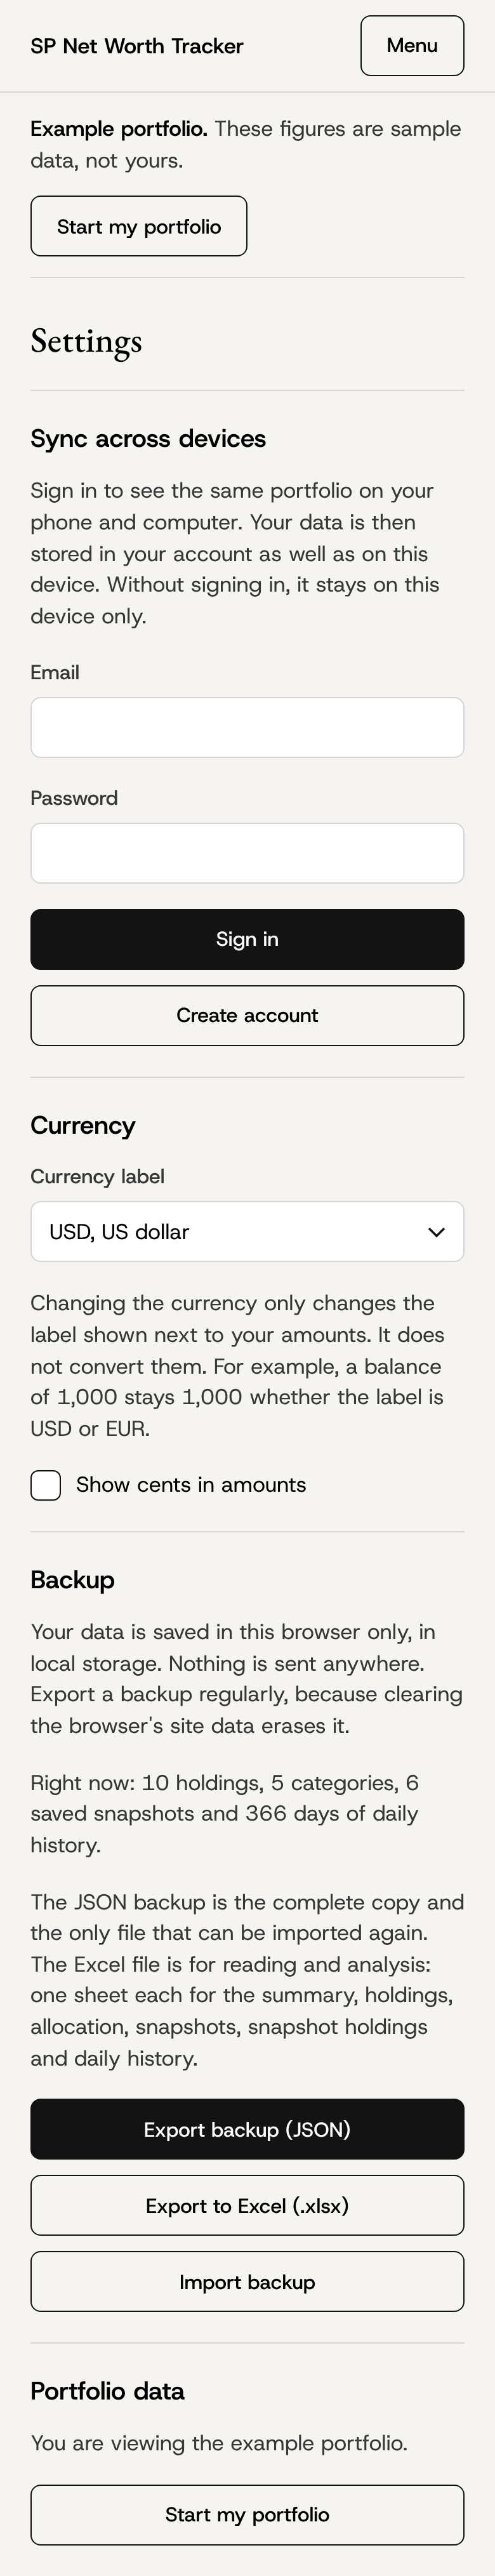 SP Net Worth Tracker
Menu
Example portfolio. These figures are sample
data, not yours.
Start my portfolio
Settings
Sync across devices
Sign in to see the same portfolio on your
phone and computer. Your data is then
stored in your account as well as on this
device. Without signing in, it stays on this
device only.
Email
Password
Sign in
Create account
Currency
Currency label
USD, US dollar
Changing the currency only changes the
label shown next to your amounts. It does
not convert them. For example, a balance
of 1,000 stays 1,000 whether the label is
USD or EUR.
Show cents in amounts
Backup
Your data is saved in this browser only, in
local storage. Nothing is sent anywhere.
Export a backup regularly, because clearing
the browser's site data erases it.
Right now: 10 holdings, 5 categories, 6
saved snapshots and 366 days of daily
history.
The JSON backup is the complete copy and
the only file that can be imported again.
The Excel file is for reading and analysis:
one sheet each for the summary, holdings,
allocation, snapshots, snapshot holdings
and daily history.
Export backup (JSON)
Export to Excel (.xlsx)
Import backup
Portfolio data
You are viewing the example portfolio.
Start my portfolio